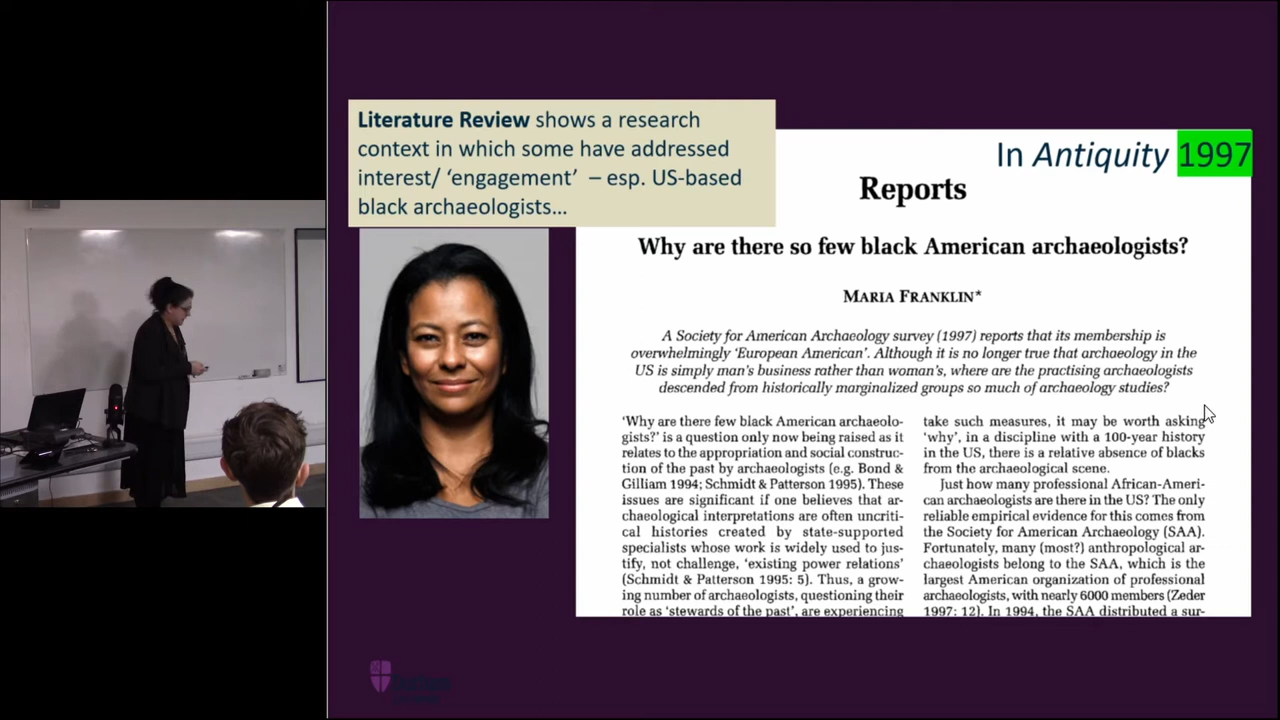 Literature Review shows a research
context in which some have addressed
interest/ ‘engagement’ – esp. US-based
black archaeologists…
In Antiquity 1997
Reports
Why are there so few black American archaeologists?
MARIA FRANKLIN*
A Society for American Archaeology survey (1997) reports that its membership is
overwhelmingly ‘European American’. Although it is no longer true that archaeology in the
US is simply man’s business rather than woman’s, where are the practising archaeologists
descended from historically marginalized groups so much of archaeology studies?
‘Why are there few black American archaeolo-
gists?’ is a question only now being raised as it
relates to the appropriation and social construc-
tion of the past by archaeologists (e.g. Bond &
Gilliam 1994; Schmidt & Patterson 1995). These
issues are significant if one believes that ar-
chaeological interpretations are often uncriti-
cal histories created by state-supported
specialists whose work is widely used to jus-
tify, not challenge, ‘existing power relations’
(Schmidt & Patterson 1995: 5). Thus, a grow-
ing number of archaeologists, questioning their
role as ‘stewards of the past’, are experiencing
take such measures, it may be worth asking
‘why’, in a discipline with a 100-year history
in the US, there is a relative absence of blacks
from the archaeological scene.
Just how many professional African-Ameri-
can archaeologists are there in the US? The only
reliable empirical evidence for this comes from
the Society for American Archaeology (SAA).
Fortunately, many (most?) anthropological ar-
chaeologists belong to the SAA, which is the
largest American organization of professional
archaeologists, with nearly 6000 members (Zeder
1997: 12). In 1994, the SAA distributed a sur-